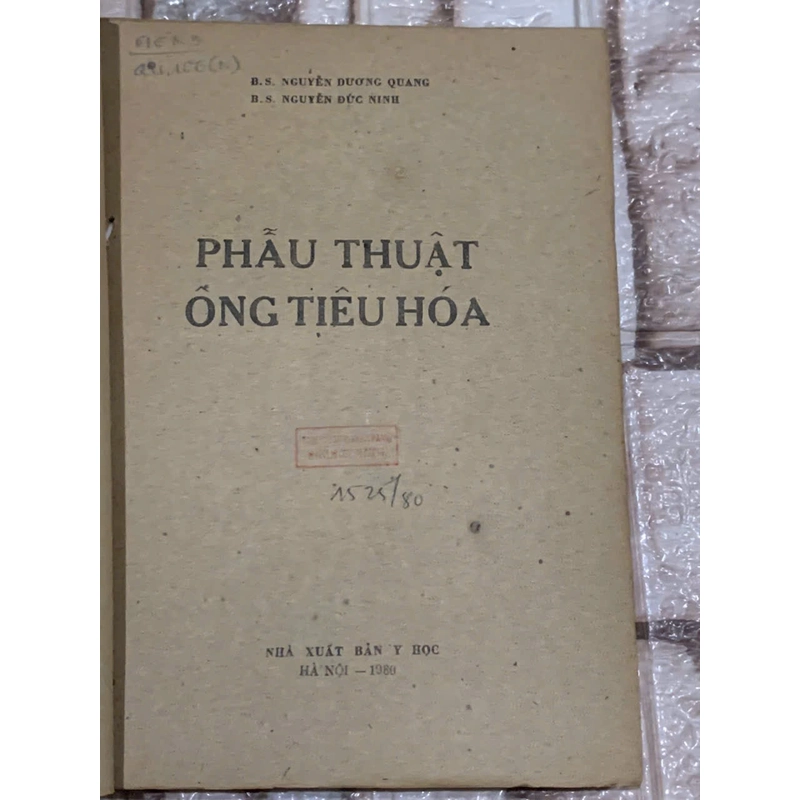 B.S. NGUYỄN DƯƠNG QUANG
B.S. NGUYỄN ĐỨC NINH
PHẪU THUẬT
ỐNG TIÊU HÓA
1525/80
NHÀ XUẤT BẢN Y HỌC
HÀ NỘI — 1980